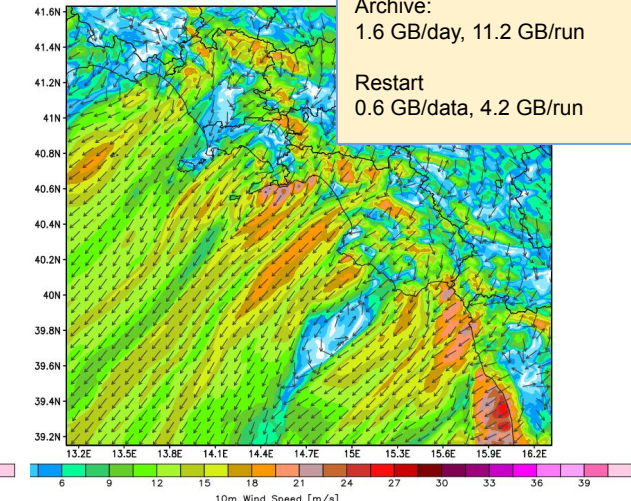 Archive:
1.6 GB/day, 11.2 GB/run
Restart
0.6 GB/data, 4.2 GB/run
41.6N
41.4N
41.2N
41N
40.8N
40.6N
40.4N
40.2N
40N
39.8N
39.6N
39.4N
39.2N
13.2E 13.5E 13.8E 14.1E 14.4E 14.7E 15E 15.3E 15.6E 15.9E 16.2E
6 9 12 15 18 21 24 27 30 33 36 39
10m Wind Speed [m/s]